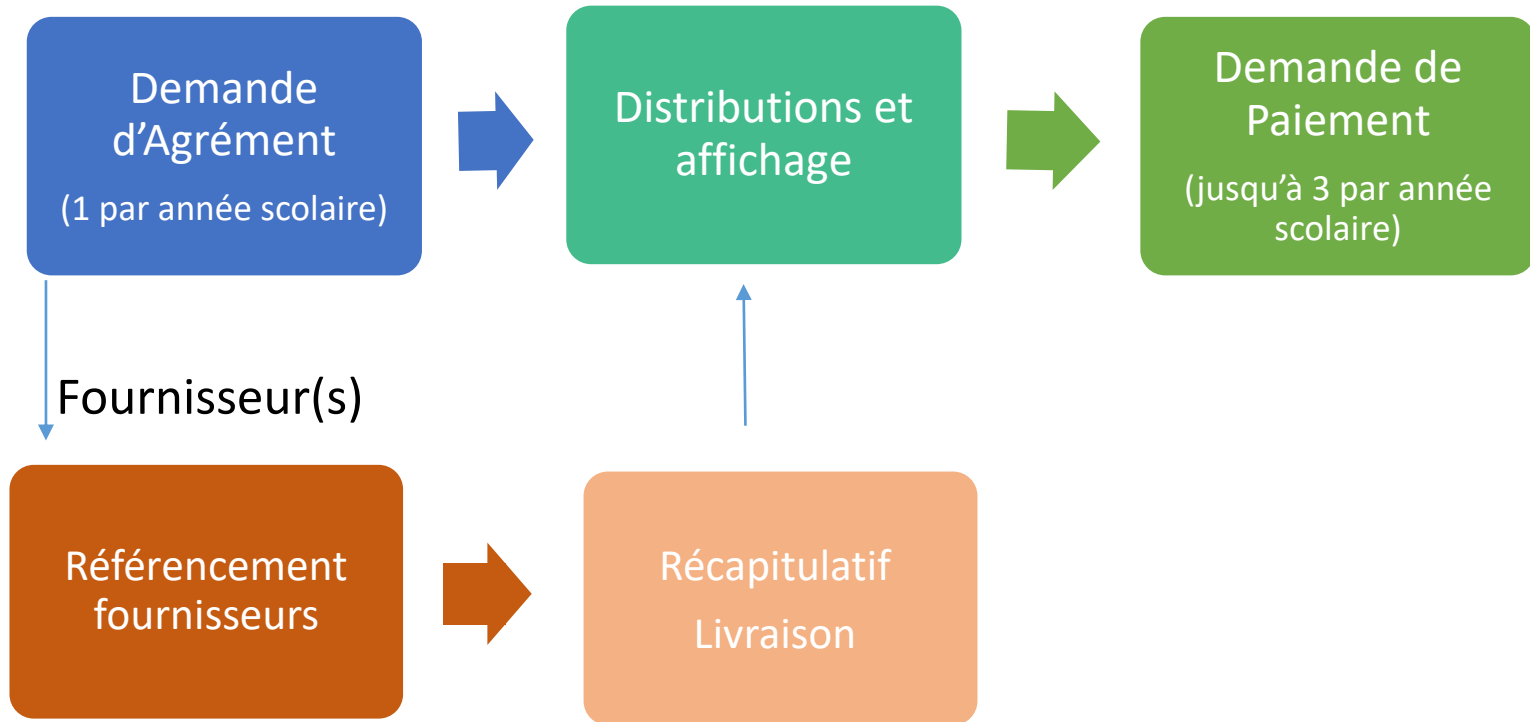 Demande
d’Agrément
(1 par année scolaire)
Distributions et
affichage
Demande de
Paiement
(jusqu’à 3 par année
scolaire)
Fournisseur(s)
Référencement
fournisseurs
Récapitulatif
Livraison